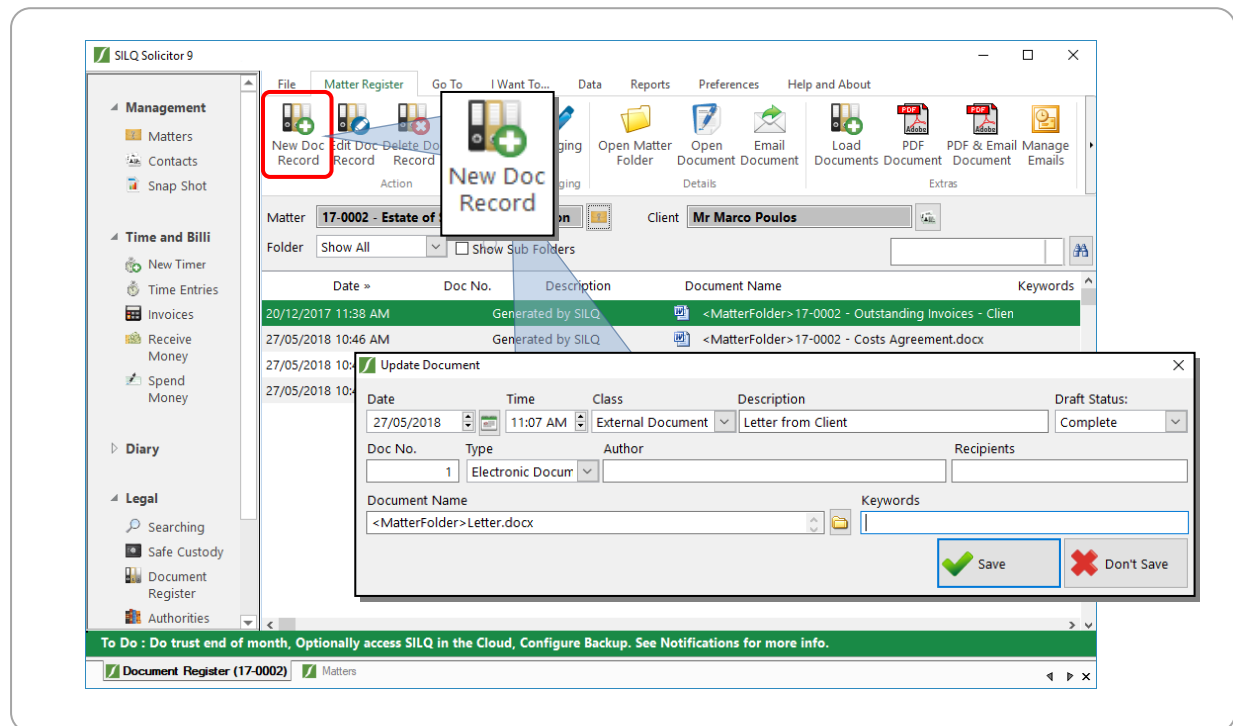 SILQ Solicitor 9
File Matter Register Go To I Want To... Data Reports Preferences Help and About
Management
Matters
Contacts
Snap Shot
Time and Billi
New Timer
Time Entries
Invoices
Receive
Money
Spend
Money
Diary
Legal
Searching
Safe Custody
Document
Register
Authorities
New Doc Edit Doc Delete Do
Record Record Record
Action
New Doc
Record
ging
ging
Open Matter Open Email
Folder Document Document
Details
Load PDF PDF & Email Manage
Documents Document Document Emails
Extras
PDF Adobe
PDF Adobe
Matter 17-0002 - Estate of on Client Mr Marco Poulos
Folder Show All Show Sub Folders
Date » Doc No. Description Document Name Keywords
20/12/2017 11:38 AM Generated by SILQ <MatterFolder>17-0002 - Outstanding Invoices - Clien
27/05/2018 10:46 AM Generated by SILQ <MatterFolder>17-0002 - Costs Agreement.docx
27/05/2018 10:4
27/05/2018 10:4
Update Document
Date Time Class Description Draft Status:
27/05/2018 11:07 AM External Document Letter from Client Complete
Doc No. Type Author Recipients
1 Electronic Docum
Document Name Keywords
<MatterFolder>Letter.docx
Save Don't Save
To Do : Do trust end of month, Optionally access SILQ in the Cloud, Configure Backup. See Notifications for more info.
Document Register (17-0002) Matters